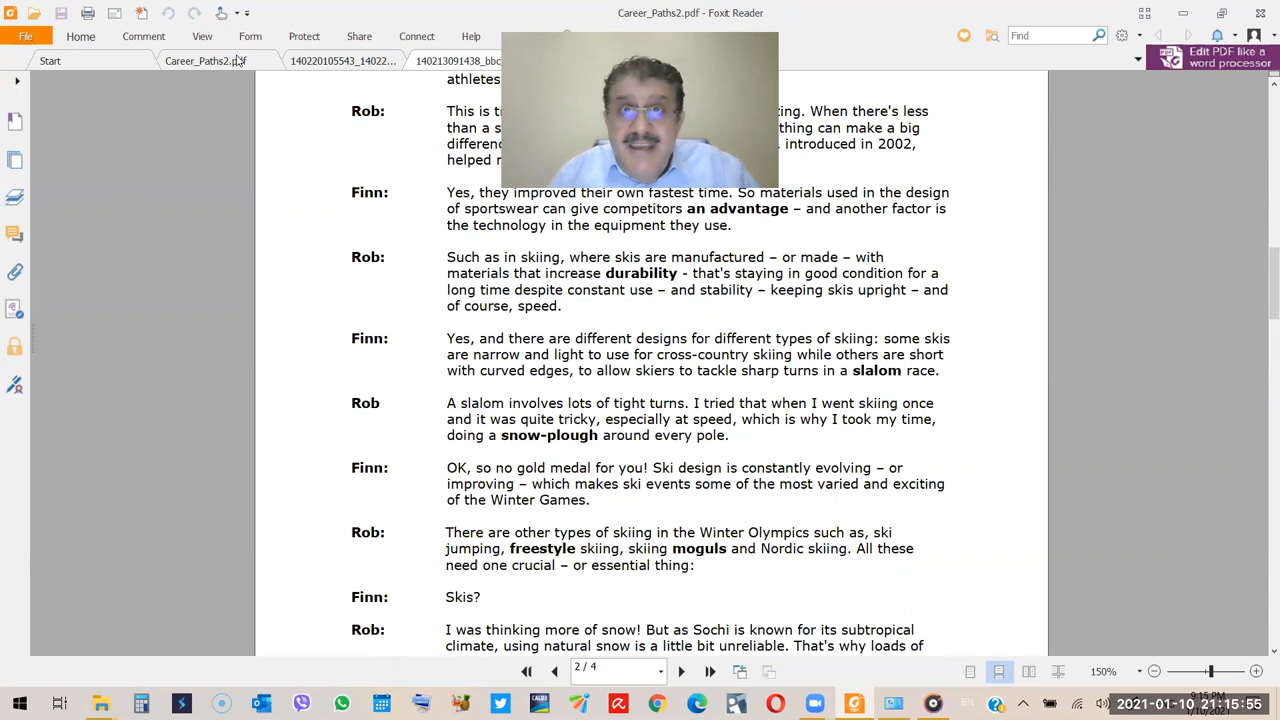 Career_Paths2.pdf - Foxit Reader
File Home Comment View Form Protect Share Connect Help Find
Start Career_Paths2.pdf 140220105543_14022... 140213091438_bbc
Edit PDF like a
word processor
athletes
Rob: This is t ting. When there's less
than a s thing can make a big
differen introduced in 2002,
helped
Finn: Yes, they improved their own fastest time. So materials used in the design
of sportswear can give competitors an advantage – and another factor is
the technology in the equipment they use.
Rob: Such as in skiing, where skis are manufactured – or made – with
materials that increase durability - that's staying in good condition for a
long time despite constant use – and stability – keeping skis upright – and
of course, speed.
Finn: Yes, and there are different designs for different types of skiing: some skis
are narrow and light to use for cross-country skiing while others are short
with curved edges, to allow skiers to tackle sharp turns in a slalom race.
Rob A slalom involves lots of tight turns. I tried that when I went skiing once
and it was quite tricky, especially at speed, which is why I took my time,
doing a snow-plough around every pole.
Finn: OK, so no gold medal for you! Ski design is constantly evolving – or
improving – which makes ski events some of the most varied and exciting
of the Winter Games.
Rob: There are other types of skiing in the Winter Olympics such as, ski
jumping, freestyle skiing, skiing moguls and Nordic skiing. All these
need one crucial – or essential thing:
Finn: Skis?
Rob: I was thinking more of snow! But as Sochi is known for its subtropical
climate, using natural snow is a little bit unreliable. That's why loads of
2 / 4 150%
EN 9:15 PM
2021-01-10 21:15:55
1/10/2021